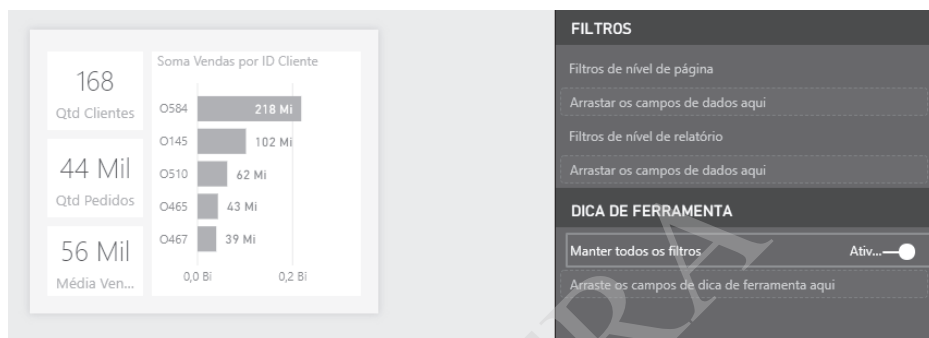 168
Qtd Clientes
44 Mil
Qtd Pedidos
56 Mil
Média Ven...
Soma Vendas por ID Cliente
O584 218 Mi
O145 102 Mi
O510 62 Mi
O465 43 Mi
O467 39 Mi
0,0 Bi 0,2 Bi
FILTROS
Filtros de nível de página
Arrastar os campos de dados aqui
Filtros de nível de relatório
Arrastar os campos de dados aqui
DICA DE FERRAMENTA
Manter todos os filtros Ativ...
Arraste os campos de dica de ferramenta aqui